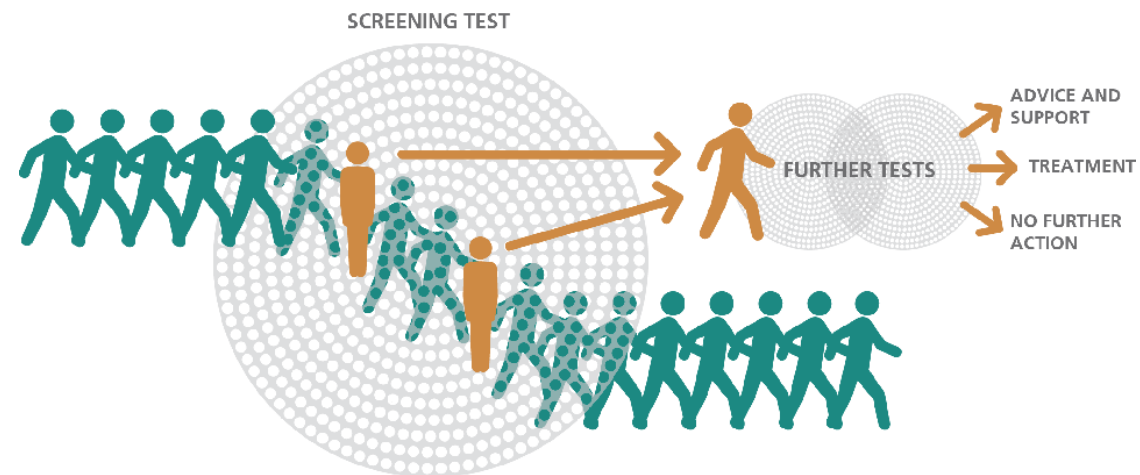 SCREENING TEST
ADVICE AND
SUPPORT
FURTHER TESTS
TREATMENT
NO FURTHER
ACTION